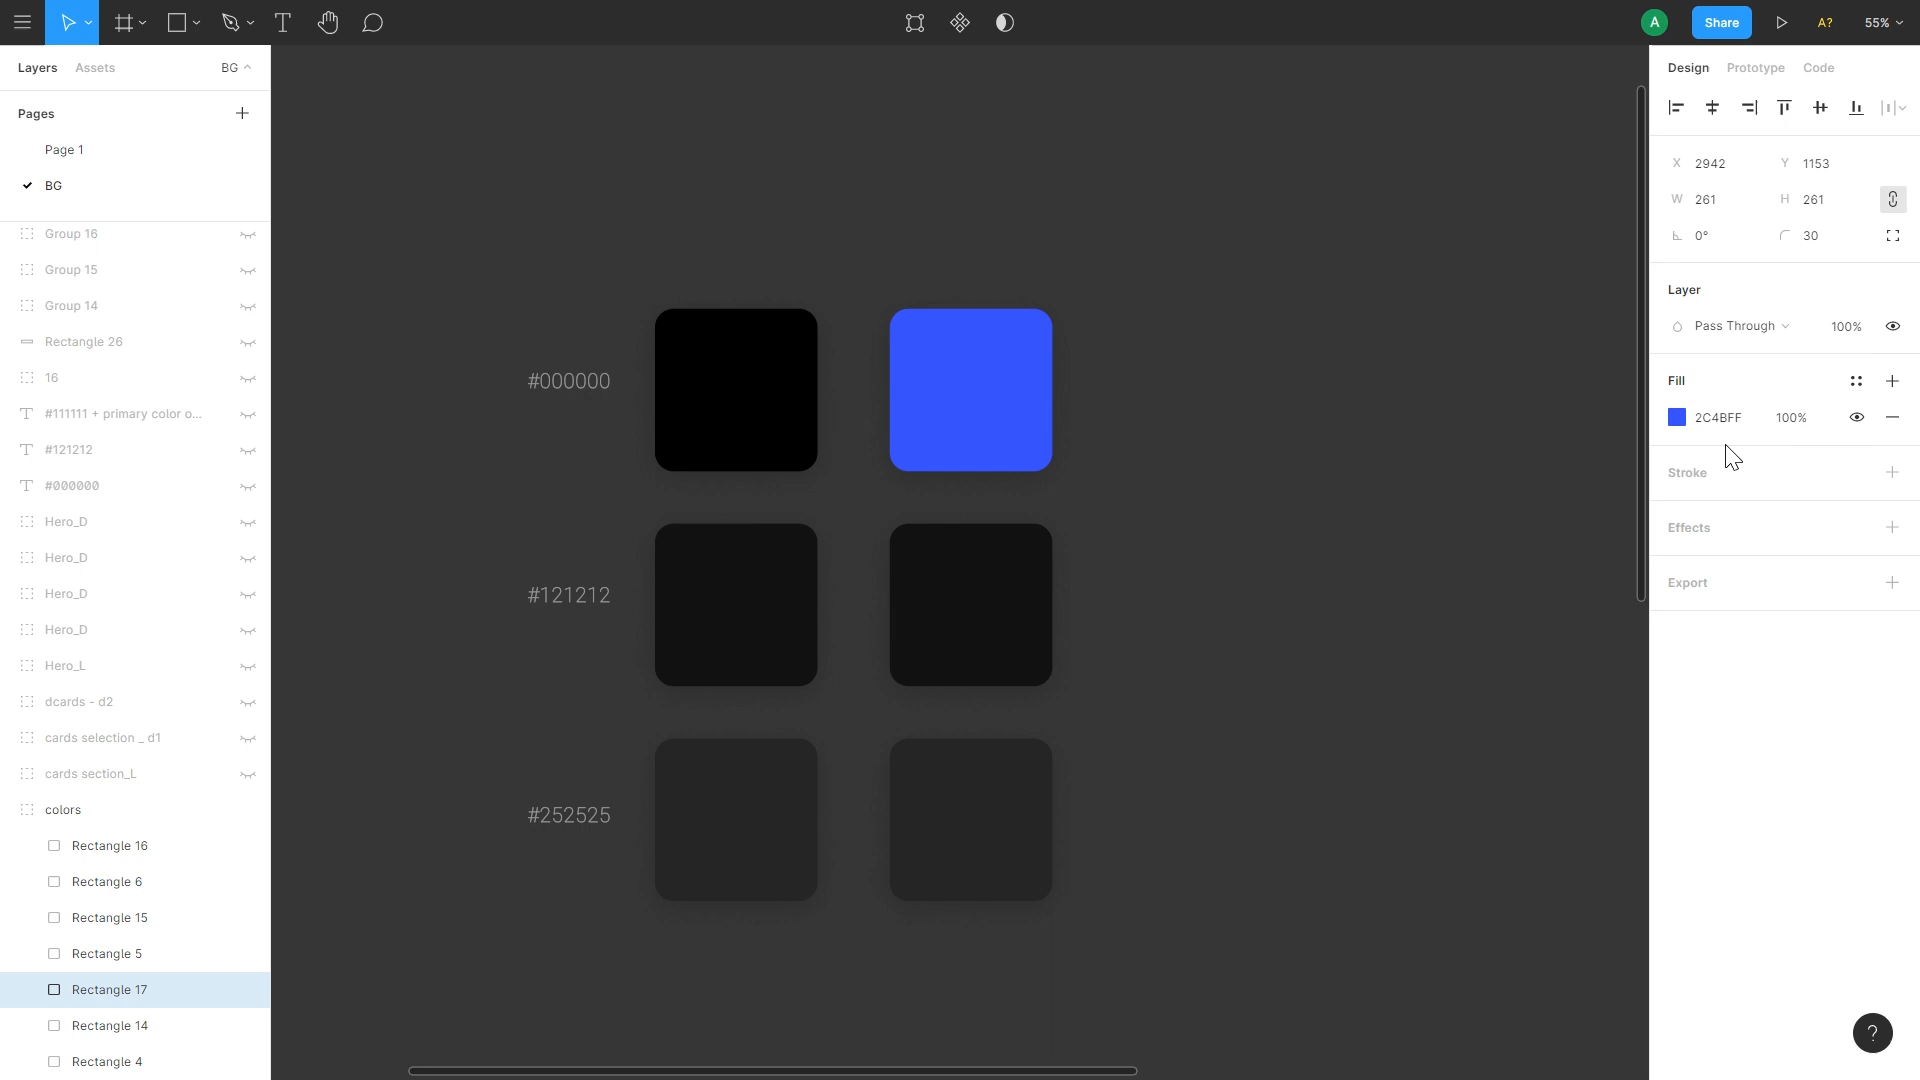 A
Share
A?
55%
Layers
Assets
BG
Design
Prototype
Code
Pages
Page 1
BG
X 2942
Y 1153
W 261
H 261
0°
30
Group 16
Group 15
Group 14
Rectangle 26
16
#111111 + primary color o...
#121212
#000000
Hero_D
Hero_D
Hero_D
Hero_D
Hero_L
dcards - d2
cards selection _ d1
cards section_L
colors
Rectangle 16
Rectangle 6
Rectangle 15
Rectangle 5
Rectangle 17
Rectangle 14
Rectangle 4
#000000
#121212
#252525
Layer
Pass Through
100%
Fill
2C4BFF
100%
Stroke
Effects
Export
?